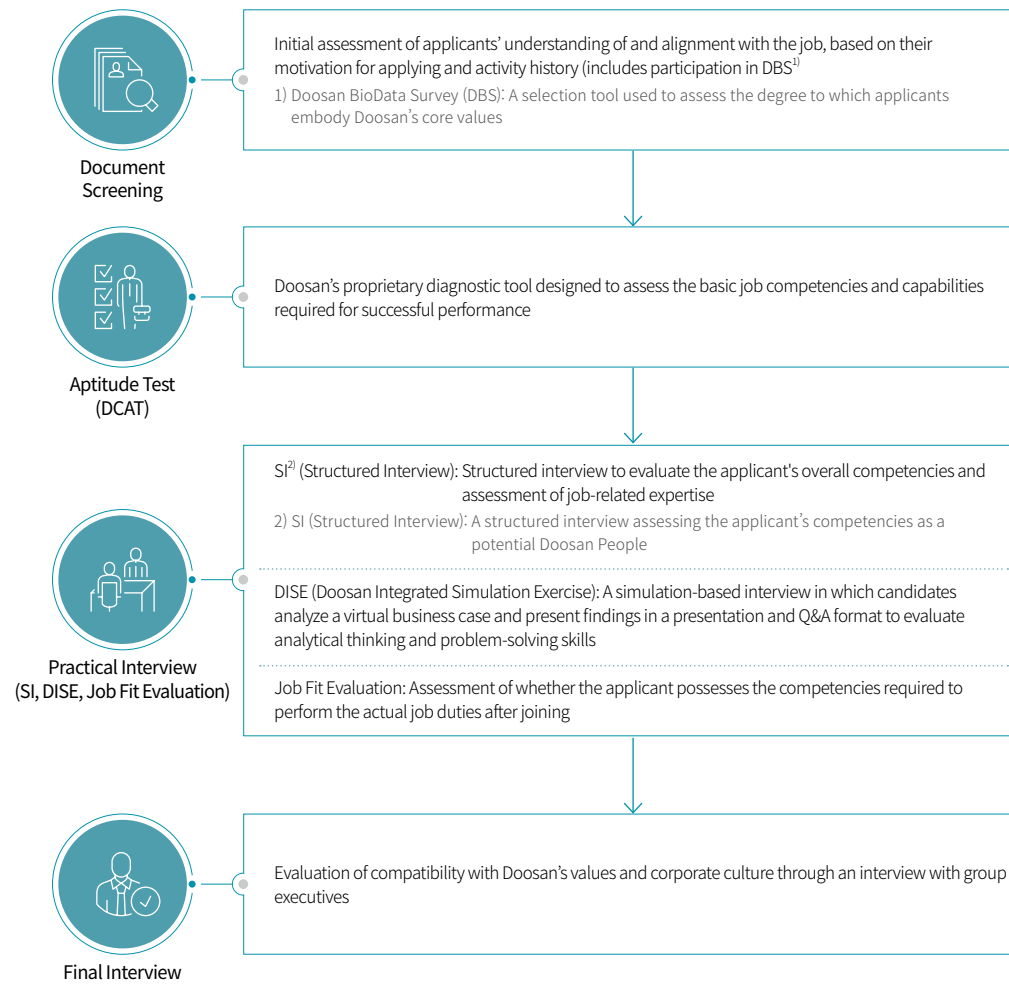 Initial assessment of applicants’ understanding of and alignment with the job, based on their
motivation for applying and activity history (includes participation in DBS1)
1) Doosan BioData Survey (DBS): A selection tool used to assess the degree to which applicants
embody Doosan’s core values
Document
Screening
Doosan’s proprietary diagnostic tool designed to assess the basic job competencies and capabilities
required for successful performance
Aptitude Test
(DCAT)
SI2) (Structured Interview): Structured interview to evaluate the applicant's overall competencies and
assessment of job-related expertise
2) SI (Structured Interview): A structured interview assessing the applicant’s competencies as a
potential Doosan People
DISE (Doosan Integrated Simulation Exercise): A simulation-based interview in which candidates
analyze a virtual business case and present findings in a presentation and Q&A format to evaluate
analytical thinking and problem-solving skills
Job Fit Evaluation: Assessment of whether the applicant possesses the competencies required to
perform the actual job duties after joining
Practical Interview
(SI, DISE, Job Fit Evaluation)
Evaluation of compatibility with Doosan’s values and corporate culture through an interview with group
executives
Final Interview